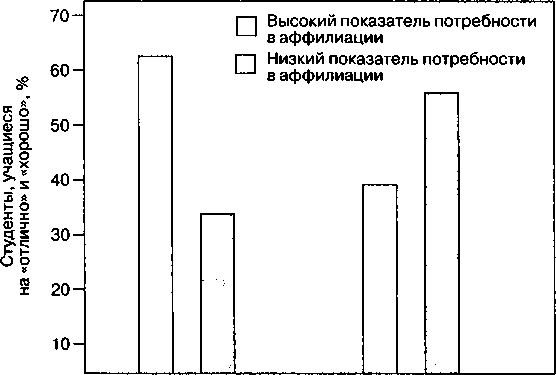 Высокий показатель потребности
в аффилиации
Низкий показатель потребности
в аффилиации
Студенты, учащиеся
на «отлично» и «хорошо», %
70
60
50
40
30
20
10